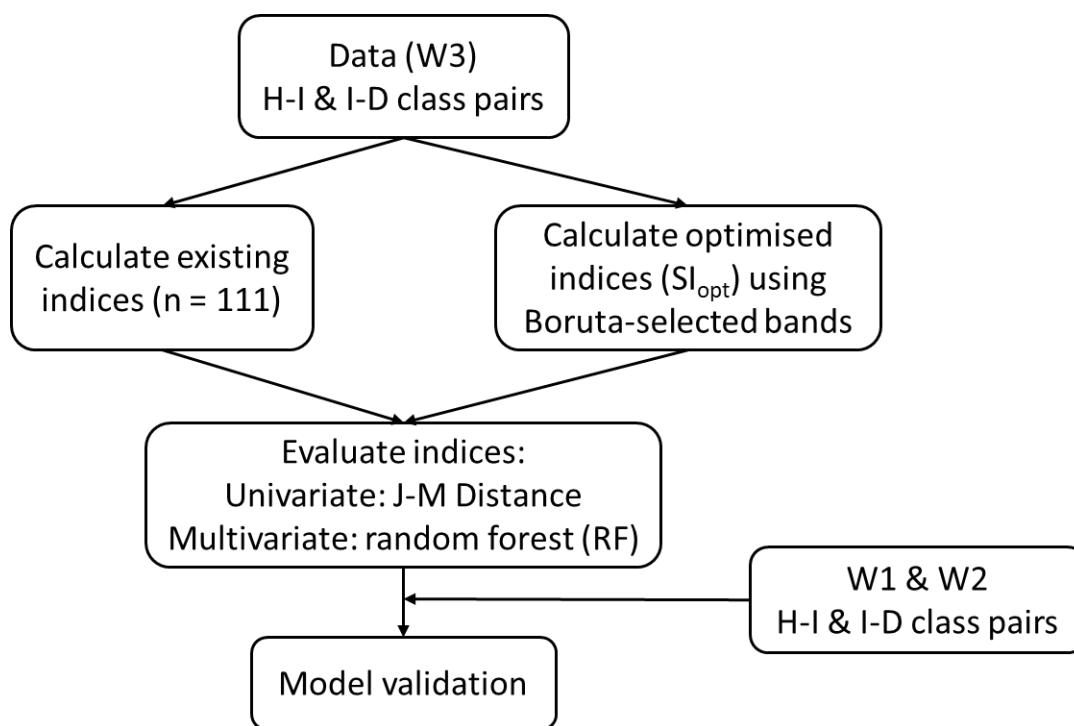 Data (W3)
H-I & I-D class pairs
Calculate existing
indices (n = 111)
Calculate optimised
indices (SIopt) using
Boruta-selected bands
Evaluate indices:
Univariate: J-M Distance
Multivariate: random forest (RF)
W1 & W2
H-I & I-D class pairs
Model validation